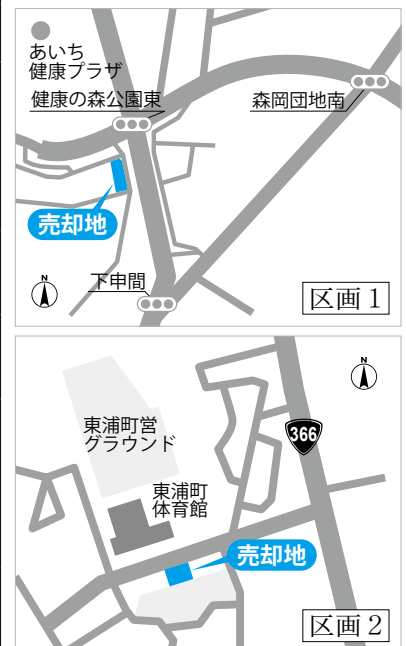 あいち
健康プラザ
健康の森公園東
森岡団地南
売却地
下申間
N
区画1
N
366
東浦町営
グラウンド
東浦町
体育館
売却地
区画2